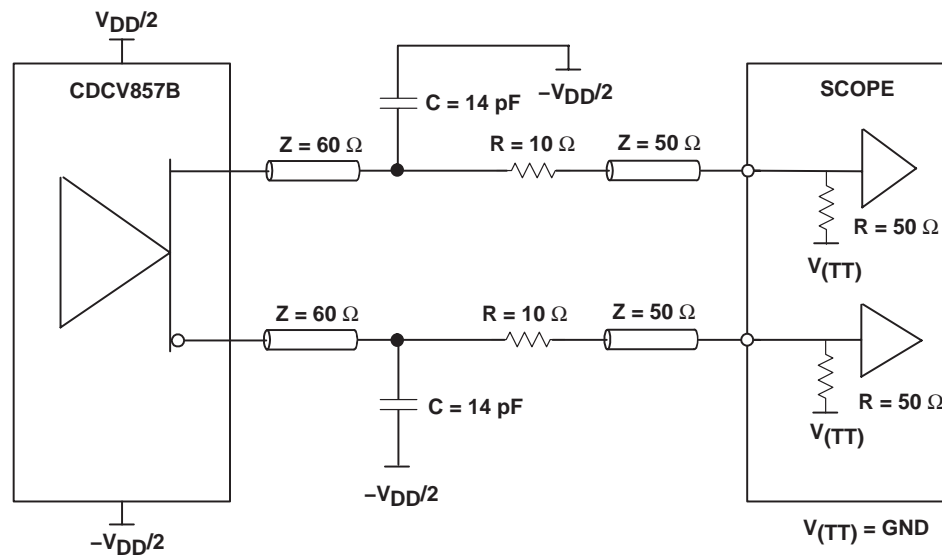 VDD/2
CDCV857B
SCOPE
−VDD/2
C = 14 pF
Z = 60 Ω
R = 10 Ω
Z = 50 Ω
R = 50 Ω
V(TT)
Z = 60 Ω
R = 10 Ω
Z = 50 Ω
C = 14 pF
R = 50 Ω
V(TT)
−VDD/2
−VDD/2
V(TT) = GND